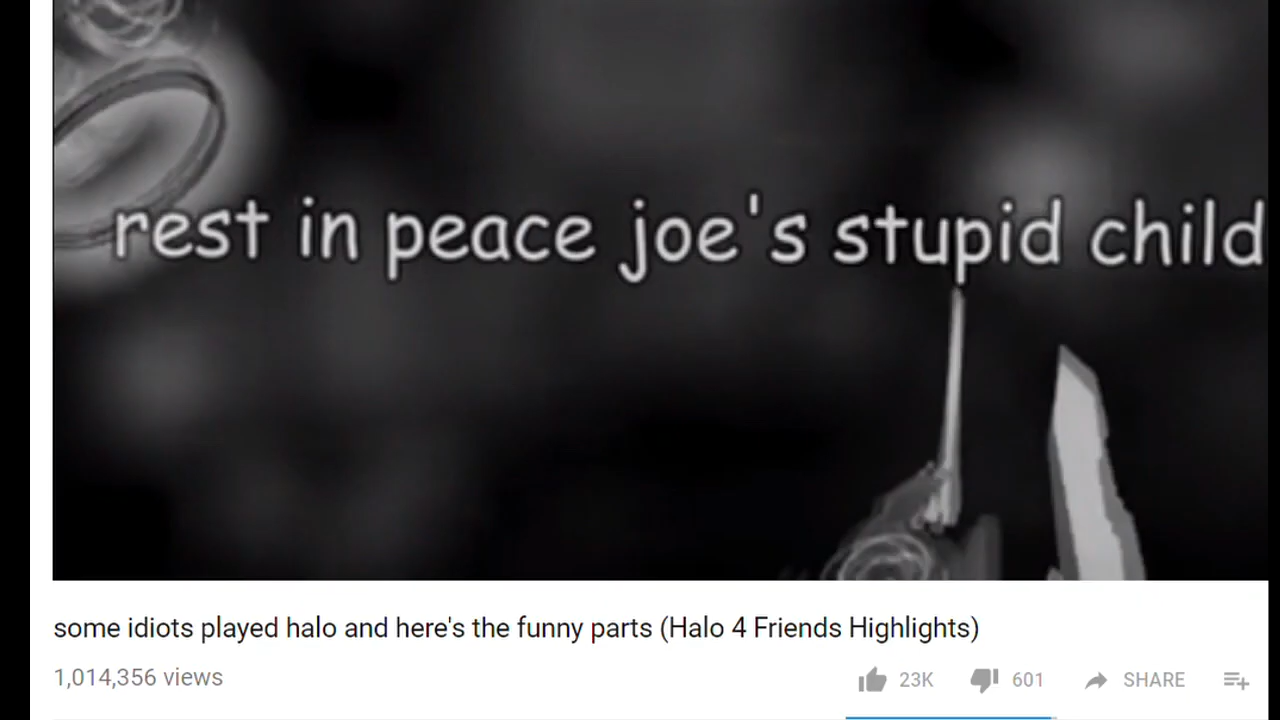 rest in peace joe's stupid child
some idiots played halo and here's the funny parts (Halo 4 Friends Highlights)
1,014,356 views
23K
601
SHARE